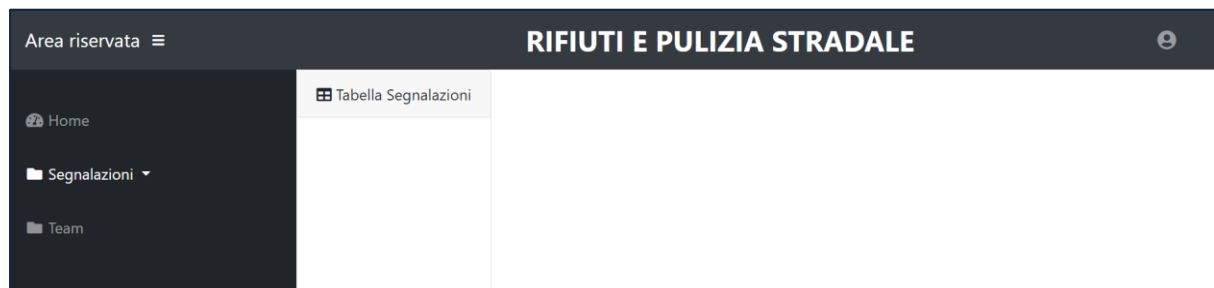 Area riservata
RIFIUTI E PULIZIA STRADALE
Home
Segnalazioni
Team
Tabella Segnalazioni